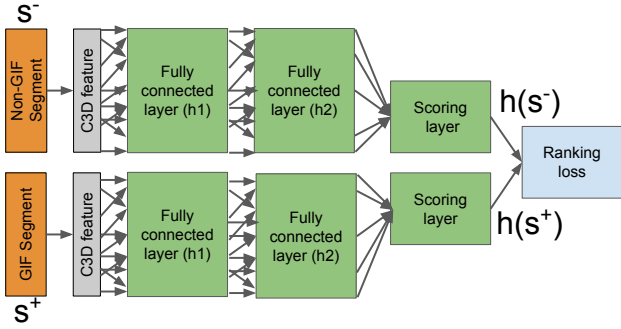 s-
Non-GIF
Segment
C3D feature
Fully
connected
layer (h1)
Fully
connected
layer (h2)
Scoring
layer
h(s-)
Ranking
loss
GIF Segment
s+
C3D feature
Fully
connected
layer (h1)
Fully
connected
layer (h2)
Scoring
layer
h(s+)